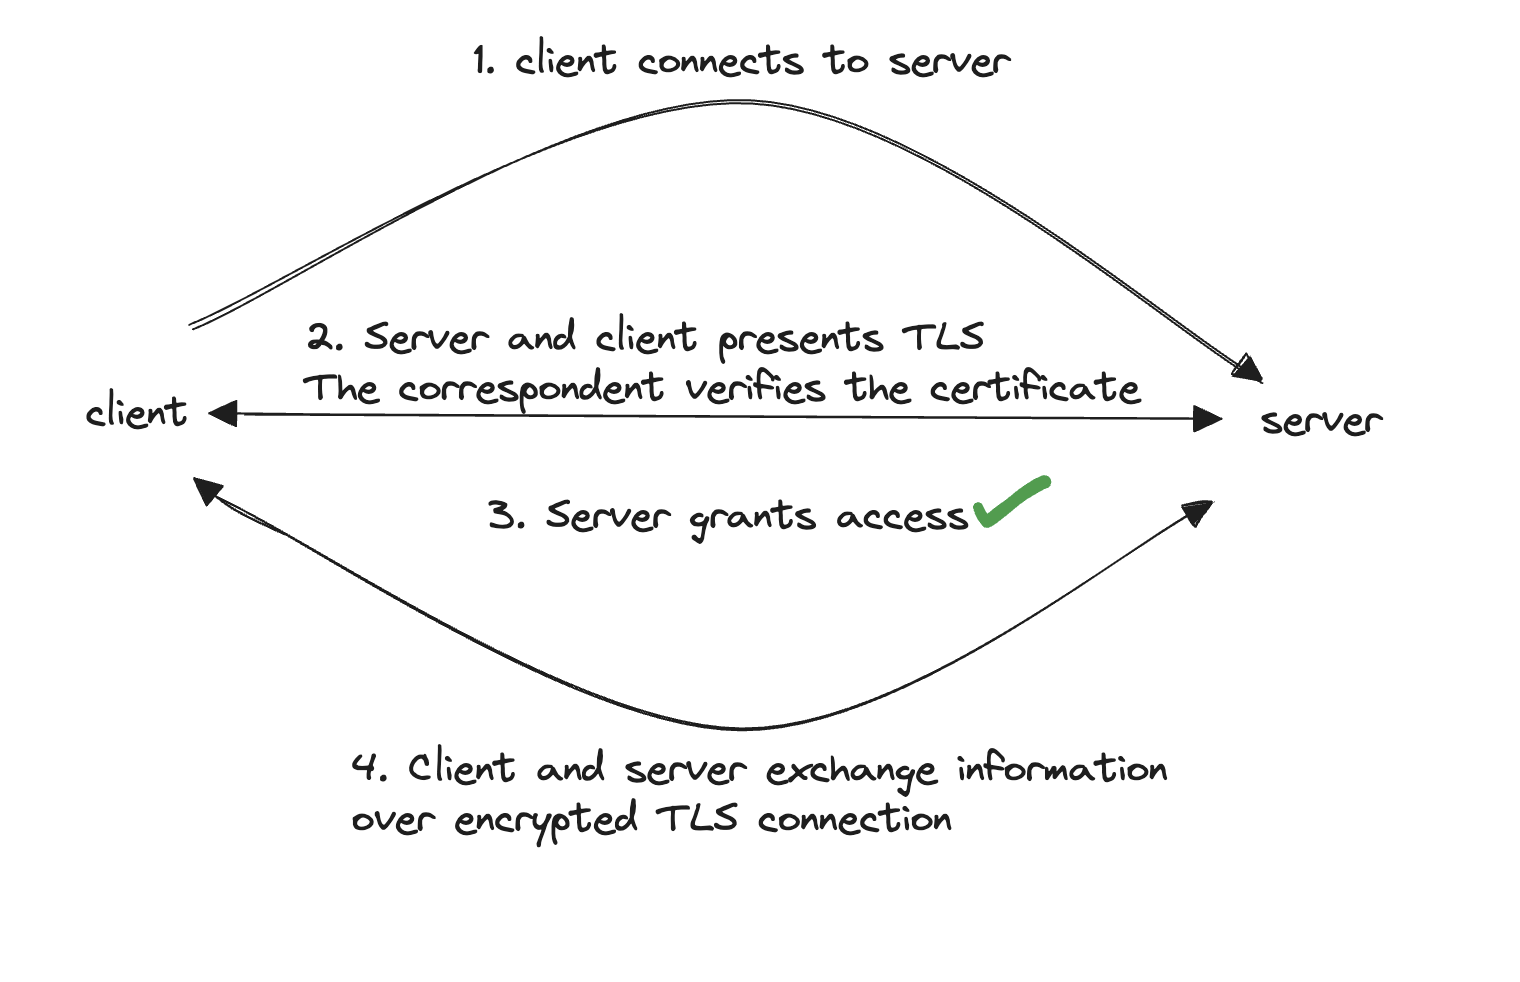 1. client connects to server
2. Server and client presents TLS
The correspondent verifies the certificate
client
server
3. Server grants access
4. Client and server exchange information
over encrypted TLS connection